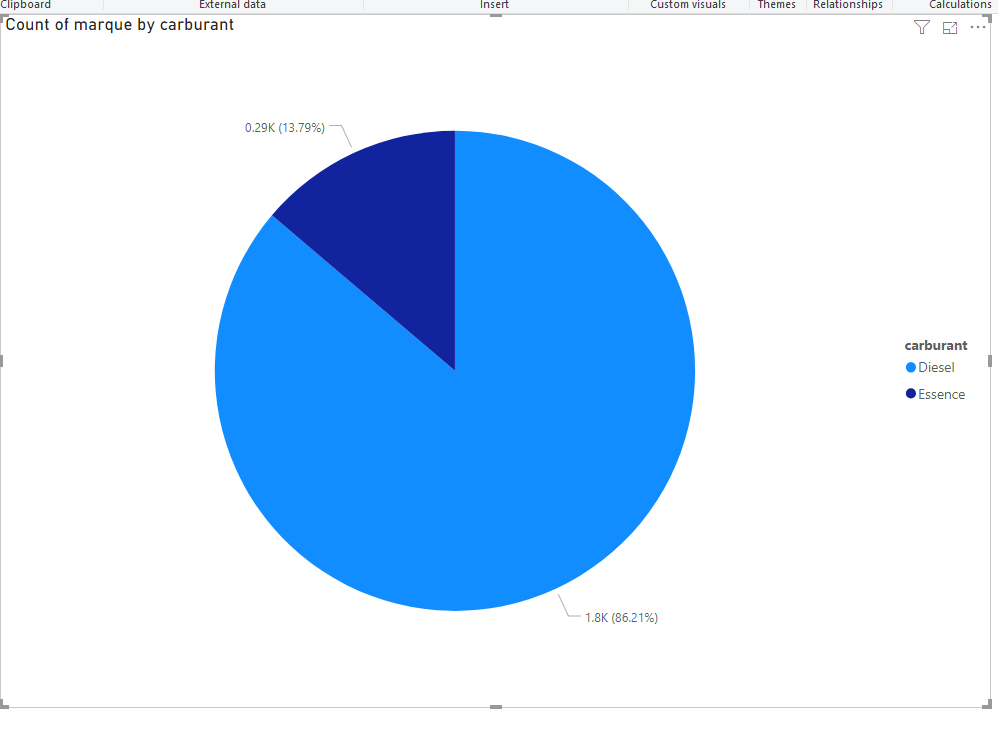 Clipboard External data Insert Custom visuals Themes Relationships Calculations
Count of marque by carburant
0.29K (13.79%)
carburant
Diesel
Essence
1.8K (86.21%)